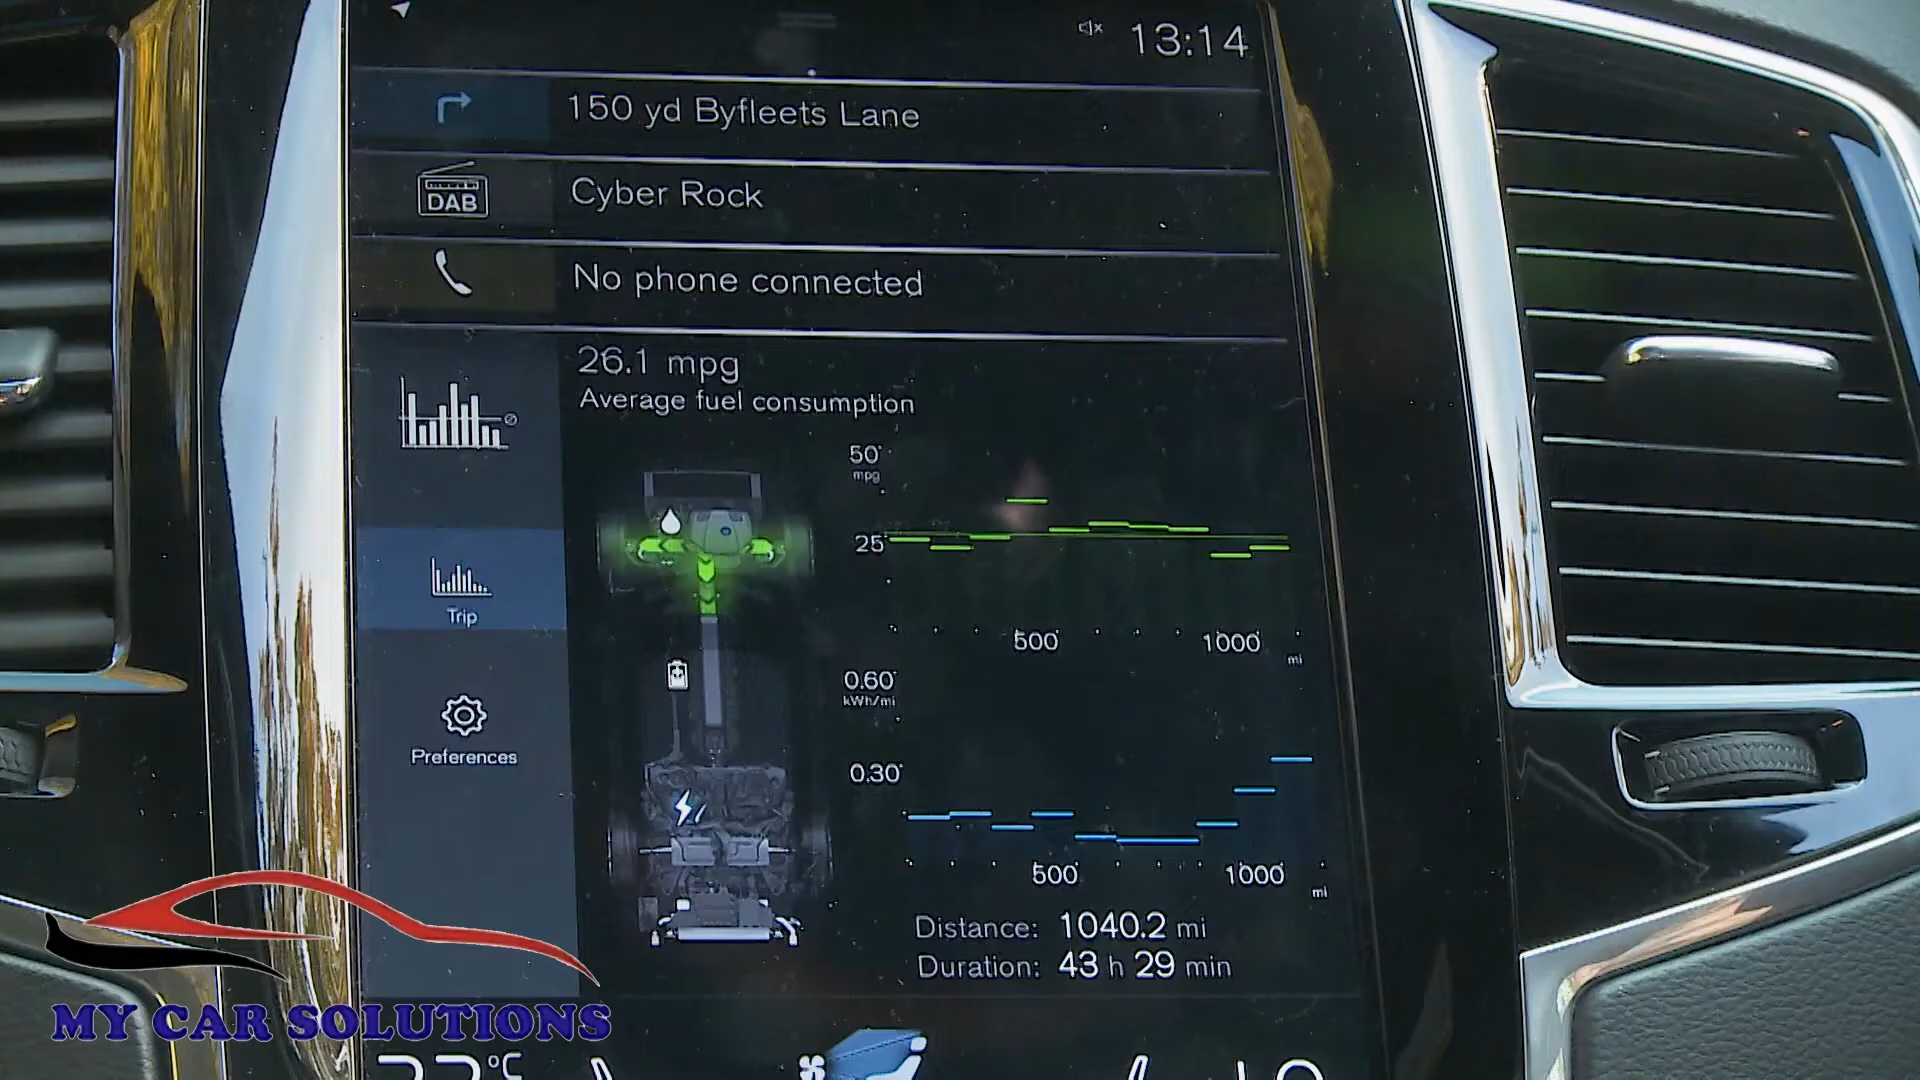 13:14
150 yd Byfleets Lane
DAB
Cyber Rock
No phone connected
26.1 mpg
Average fuel consumption
Trip
Preferences
50
mpg
25
500
1000
mi
0.60
kWh/mi
0.30
500
1000
mi
Distance: 1040.2 mi
Duration: 43 h 29 min
MY CAR SOLUTIONS
°C